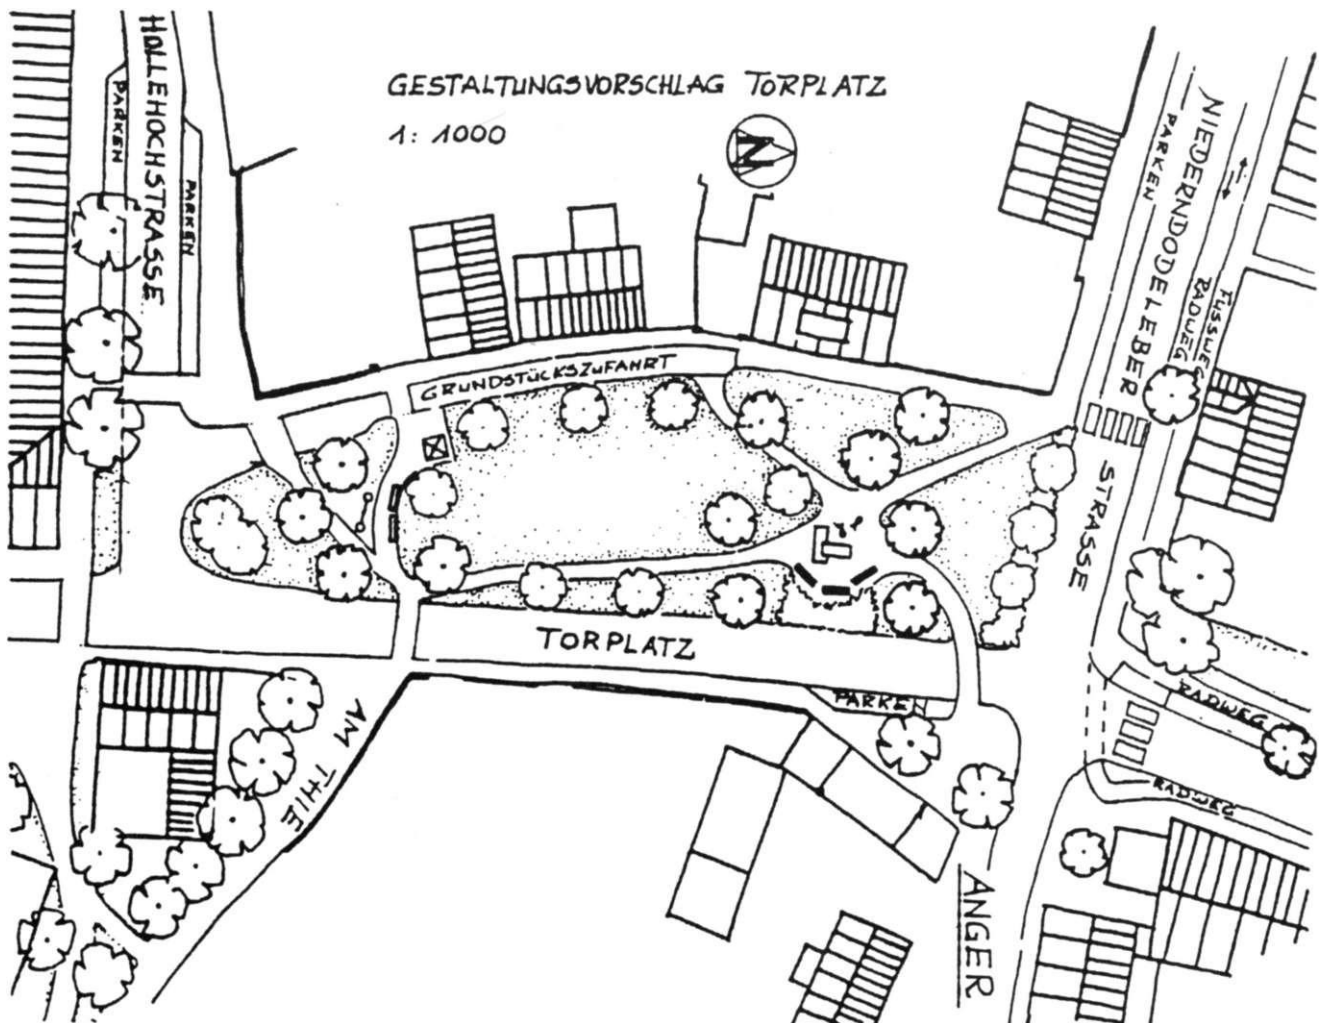 GESTALTUNGSVORSCHLAG TORPLATZ
1: 1000
N
HOLLEHOCHSTRASSE
PARKEN
PARKEN
GRUNDSTÜCKSZUFAHRT
PARKEN
NIEDERNDODELEBER
STRASSE
FUSSWEG
RADWEG
TORPLATZ
PARKE
AM THIE
RADWEG
RADWEG
ANGER